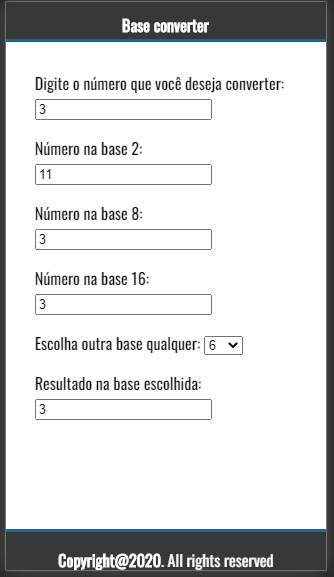 Base converter
Digite o número que você deseja converter:
3
Número na base 2:
11
Número na base 8:
3
Número na base 16:
3
Escolha outra base qualquer: 6
Resultado na base escolhida:
3
Copyright@2020. All rights reserved